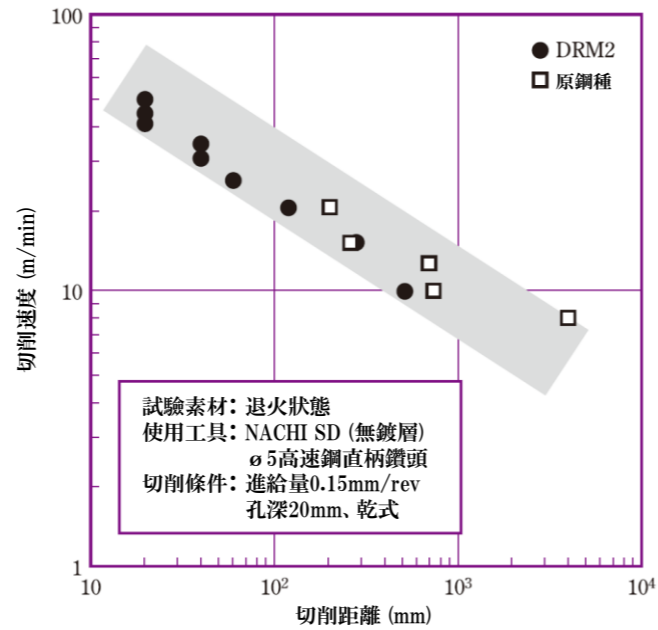 100
10
1
切削速度 (m/min)
DRM2
原鋼種
試驗素材：退火狀態
使用工具：NACHI SD (無鍍層)
ø5高速鋼直柄鑽頭
切削條件：進給量0.15mm/rev
孔深20mm、乾式
10 10² 10³ 10⁴
切削距離 (mm)